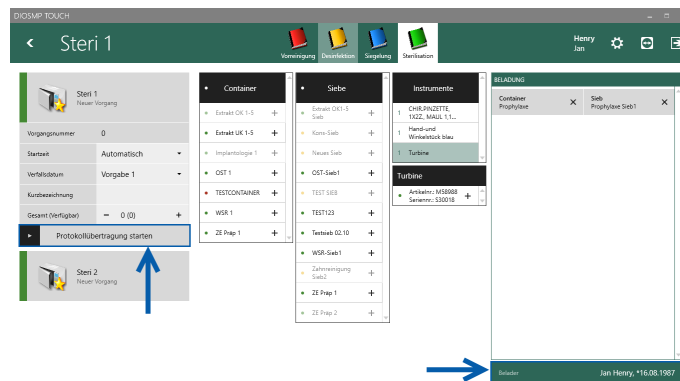 DIOSMP TOUCH
Steri 1
Vorreinigung
Desinfektion
Siegelung
Sterilisation
Henry
Jan
Steri 1
Neuer Vorgang
Vorgangsnummer 0
Startzeit Automatisch
Verfallsdatum Vorgabe 1
Kurzbezeichnung
Gesamt (Verfügbar) − 0 (0) +
Protokollübertragung starten
Steri 2
Neuer Vorgang
Container
Extrakt OK 1-5 +
Extrakt UK 1-5 +
Implantologie 1 +
OST 1 +
TESTCONTAINER +
WSR 1 +
ZE Präp 1 +
Siebe
Extrakt OK1-5
Sieb +
Kons-Sieb +
Neues Sieb +
OST-Sieb1 +
TEST SIEB +
TEST123 +
Testsieb 02.10 +
WSR-Sieb1 +
Zahnreinigung
Sieb2 +
ZE Präp 1 +
ZE Präp 2 +
Instrumente
1 CHIR.PINZETTE,
1X2Z., MAUL 1,1...
1 Hand-und
Winkelstück blau
1 Turbine
Turbine
Artikelnr.: M58988
Seriennr.: S30018 +
BELADUNG
Container
Prophylaxe
Sieb
Prophylaxe Sieb1
Belader Jan Henry, *16.08.1987